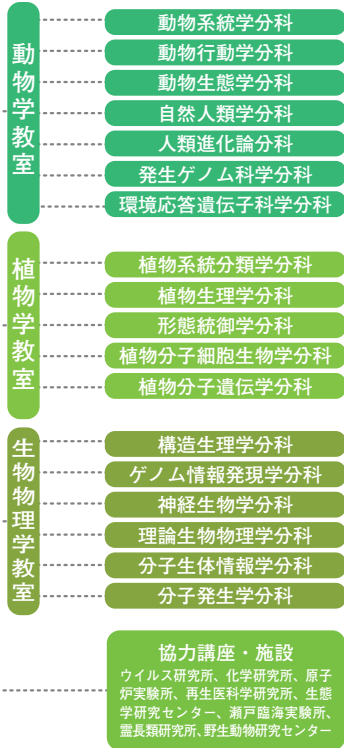 動物学教室
動物系統学分科
動物行動学分科
動物生態学分科
自然人類学分科
人類進化論分科
発生ゲノム科学分科
環境応答遺伝子科学分科
植物学教室
植物系統分類学分科
植物生理学分科
形態統御学分科
植物分子細胞生物学分科
植物分子遺伝学分科
生物物理学教室
構造生理学分科
ゲノム情報発現学分科
神経生物学分科
理論生物物理学分科
分子生体情報学分科
分子発生学分科
協力講座・施設
ウイルス研究所、化学研究所、原子
炉実験所、再生医科学研究所、生態
学研究センター、瀬戸臨海実験所、
霊長類研究所、野生動物研究センター